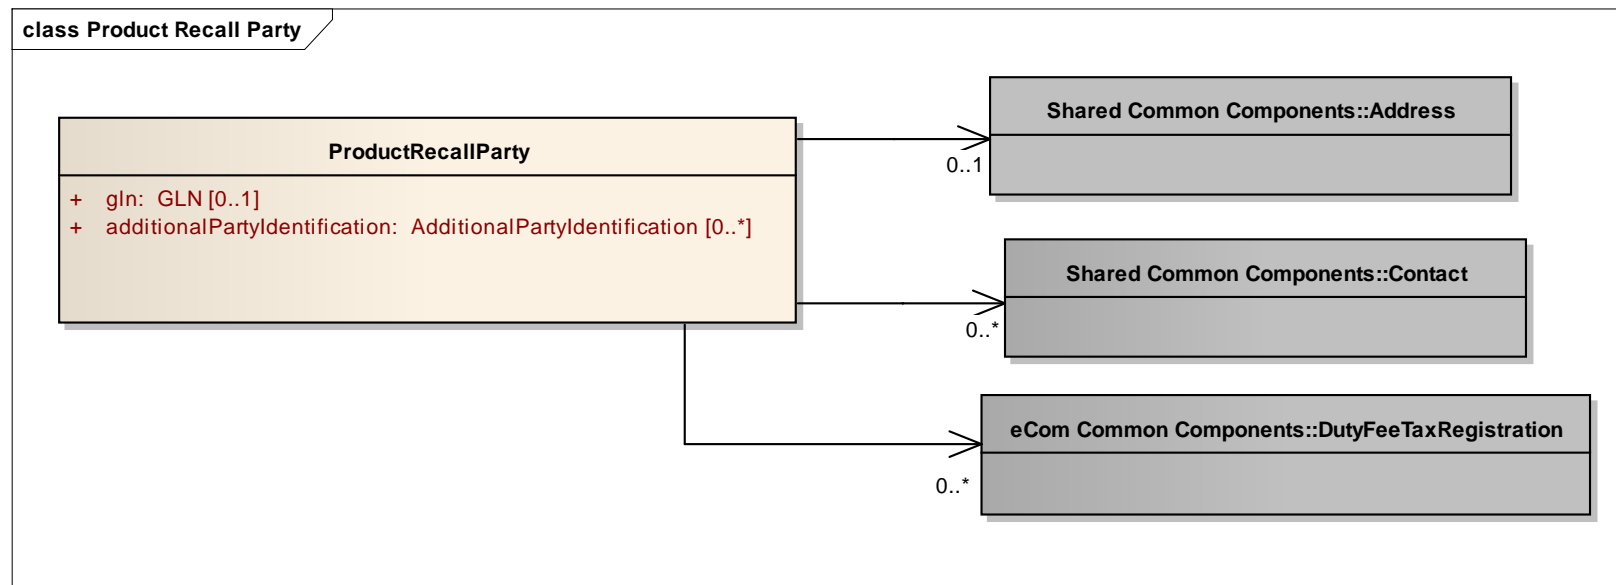 class Product Recall Party
ProductRecallParty
+ gln: GLN [0..1]
+ additionalPartyIdentification: AdditionalPartyIdentification [0..*]
Shared Common Components::Address
0..1
Shared Common Components::Contact
0..*
eCom Common Components::DutyFeeTaxRegistration
0..*